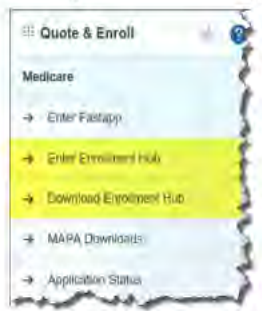 Quote & Enroll
Medicare
→ Enter Fastapp
→ Enter Enrollment Hub
→ Download Enrollment Hub
→ MAPA Downloads
→ Application Status